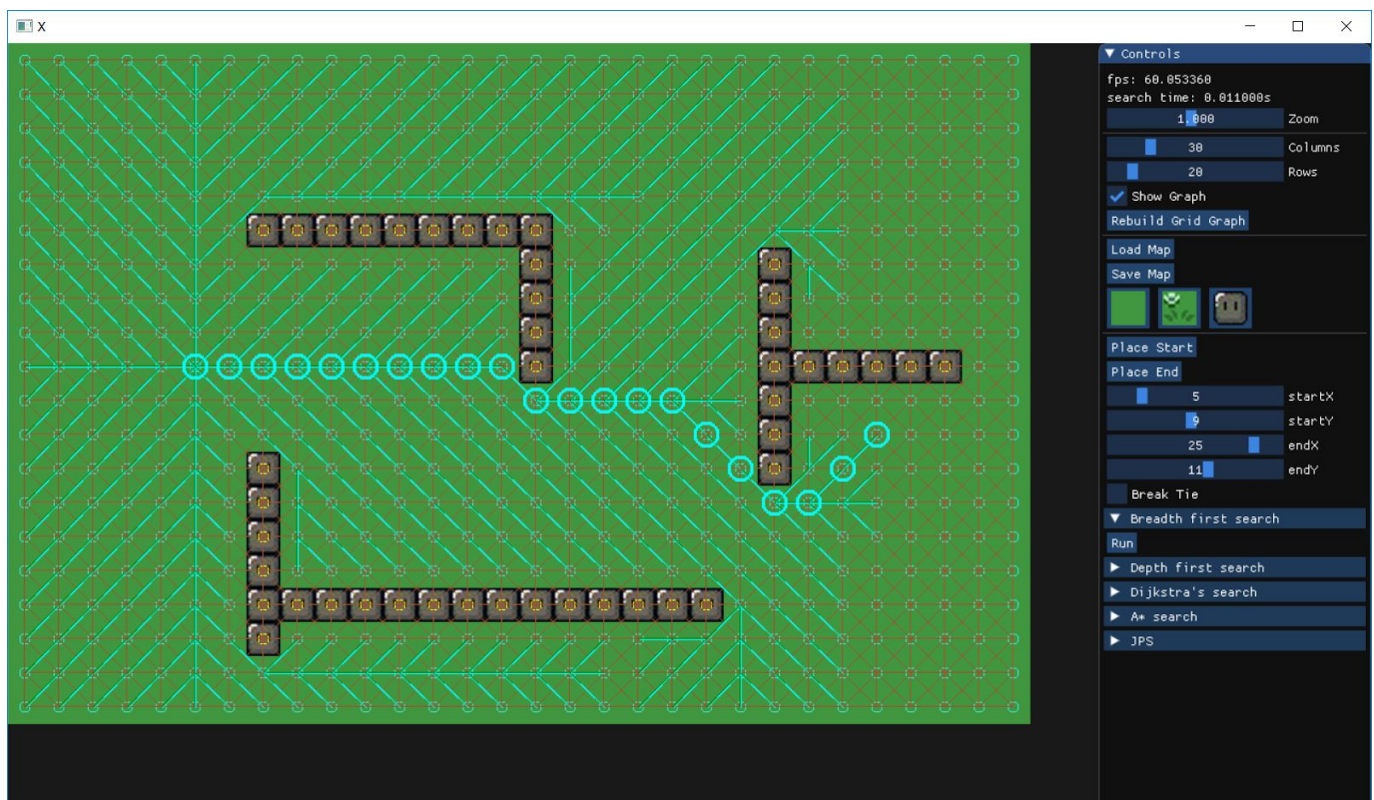 X
Controls
fps: 60.053360
search time: 0.011000s
1.000 Zoom
30 Columns
20 Rows
Show Graph
Rebuild Grid Graph
Load Map
Save Map
Place Start
Place End
5 startX
9 startY
25 endX
11 endY
Break Tie
Breadth first search
Run
Depth first search
Dijkstra's search
A* search
JPS